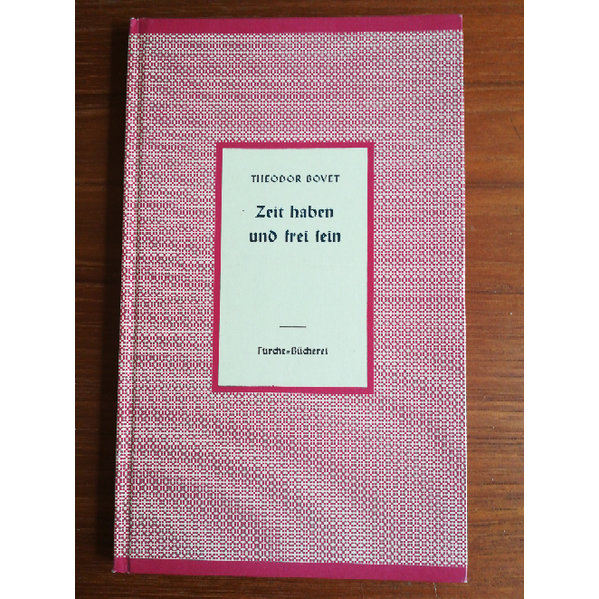 THEODOR BOVET
Zeit haben
und frei sein
Furche-Bücherei